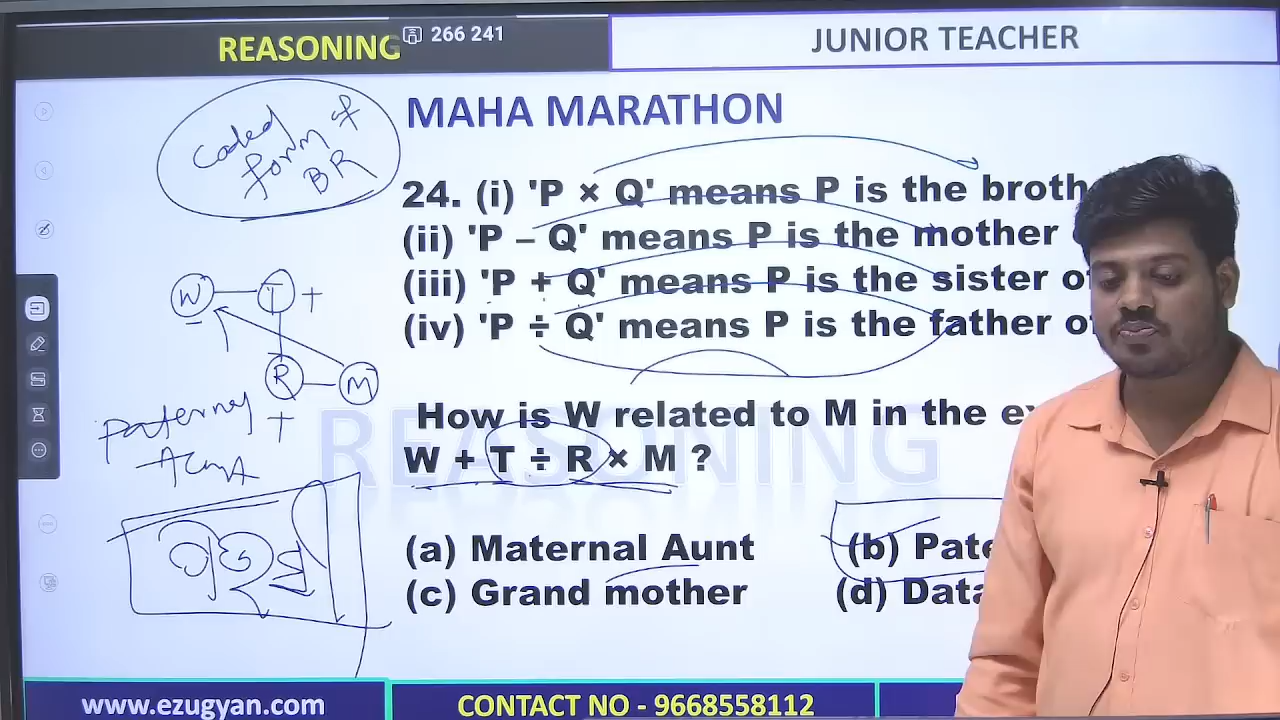 REASONING
266 241
JUNIOR TEACHER
coded form of BR
MAHA MARATHON
24. (i) 'P × Q' means P is the broth
(ii) 'P – Q' means P is the mother
(iii) 'P + Q' means P is the sister of
(iv) 'P ÷ Q' means P is the father of
W T +
–
R M
+
How is W related to M in the
W + T ÷ R × M ?
Aunt
(a) Maternal Aunt
(b) Pate
(c) Grand mother
(d) Data
REASONING
www.ezugyan.com
CONTACT NO - 9668558112